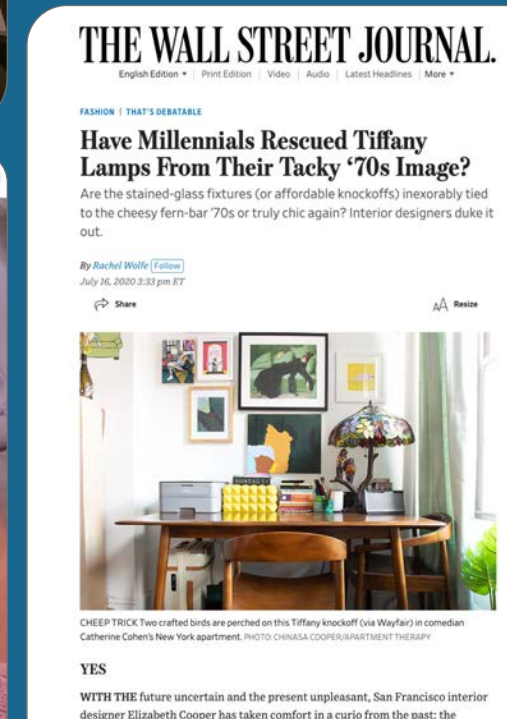 THE WALL STREET JOURNAL.
English Edition ▾ | Print Edition | Video | Audio | Latest Headlines | More ▾
FASHION | THAT'S DEBATABLE
Have Millennials Rescued Tiffany
Lamps From Their Tacky ‘70s Image?
Are the stained-glass fixtures (or affordable knockoffs) inexorably tied
to the cheesy fern-bar '70s or truly chic again? Interior designers duke it
out.
By Rachel Wolfe Follow
July 16, 2020 3:33 pm ET
Share
AA Resize
CHEEP TRICK Two crafted birds are perched on this Tiffany knockoff (via Wayfair) in comedian
Catherine Cohen's New York apartment. PHOTO: CHINASA COOPER/APARTMENT THERAPY
YES
WITH THE future uncertain and the present unpleasant, San Francisco interior
designer Elizabeth Cooper has taken comfort in a curio from the past: the